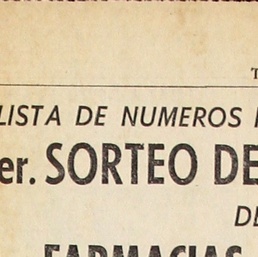 LISTA DE NUMEROS
er. SORTEO DE
DE
FARMACIAS